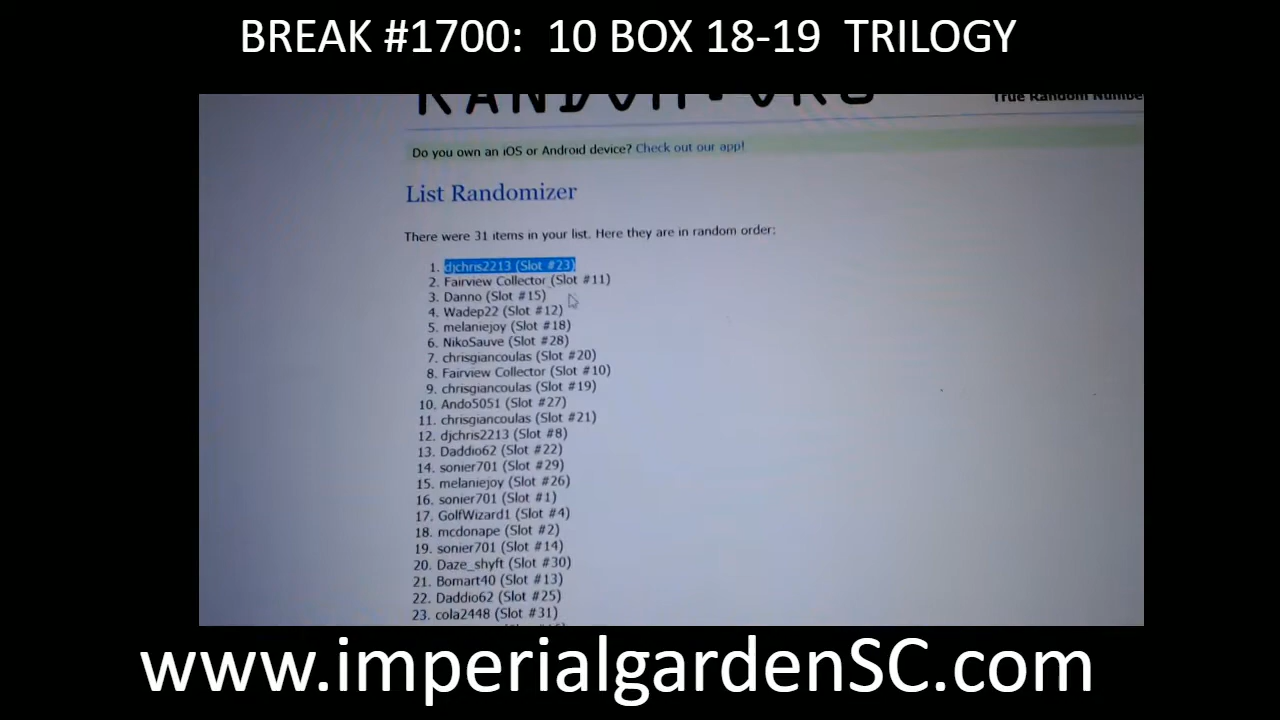 BREAK #1700: 10 BOX 18-19 TRILOGY
RANDOM.ORG
True Random Numbe
Do you own an iOS or Android device? Check out our app!
List Randomizer
There were 31 items in your list. Here they are in random order:
1. djchris2213 (Slot #23)
2. Fairview Collector (Slot #11)
3. Danno (Slot #15)
4. Wadep22 (Slot #12)
5. melaniejoy (Slot #18)
6. NikoSauve (Slot #28)
7. chrisgiancoulas (Slot #20)
8. Fairview Collector (Slot #10)
9. chrisgiancoulas (Slot #19)
10. Ando5051 (Slot #27)
11. chrisgiancoulas (Slot #21)
12. djchris2213 (Slot #8)
13. Daddio62 (Slot #22)
14. sonier701 (Slot #29)
15. melaniejoy (Slot #26)
16. sonier701 (Slot #1)
17. GolfWizard1 (Slot #4)
18. mcdonape (Slot #2)
19. sonier701 (Slot #14)
20. Daze_shyft (Slot #30)
21. Bomart40 (Slot #13)
22. Daddio62 (Slot #25)
23. cola2448 (Slot #31)
www.imperialgardenSC.com